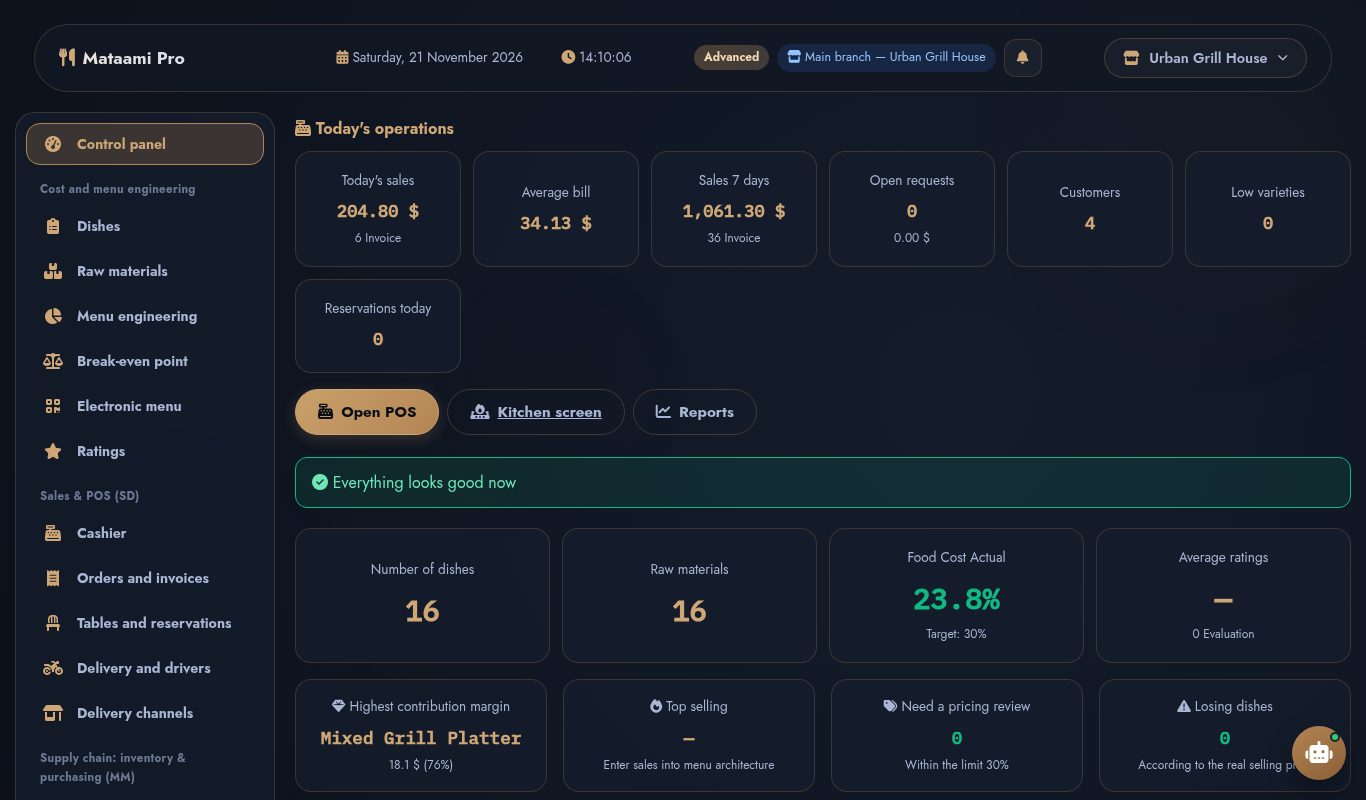 Mataami Pro
Saturday, 21 November 2026
14:10:06
Advanced
Main branch — Urban Grill House
Urban Grill House
Control panel
Cost and menu engineering
Dishes
Raw materials
Menu engineering
Break-even point
Electronic menu
Ratings
Sales & POS (SD)
Cashier
Orders and invoices
Tables and reservations
Delivery and drivers
Delivery channels
Supply chain: inventory &
purchasing (MM)
Today's operations
Today's sales
204.80 $
6 Invoice
Average bill
34.13 $
Sales 7 days
1,061.30 $
36 Invoice
Open requests
0
0.00 $
Customers
4
Low varieties
0
Reservations today
0
Open POS
Kitchen screen
Reports
Everything looks good now
Number of dishes
16
Raw materials
16
Food Cost Actual
23.8%
Target: 30%
Average ratings
—
0 Evaluation
Highest contribution margin
Mixed Grill Platter
18.1 $ (76%)
Top selling
—
Enter sales into menu architecture
Need a pricing review
0
Within the limit 30%
Losing dishes
0
According to the real selling